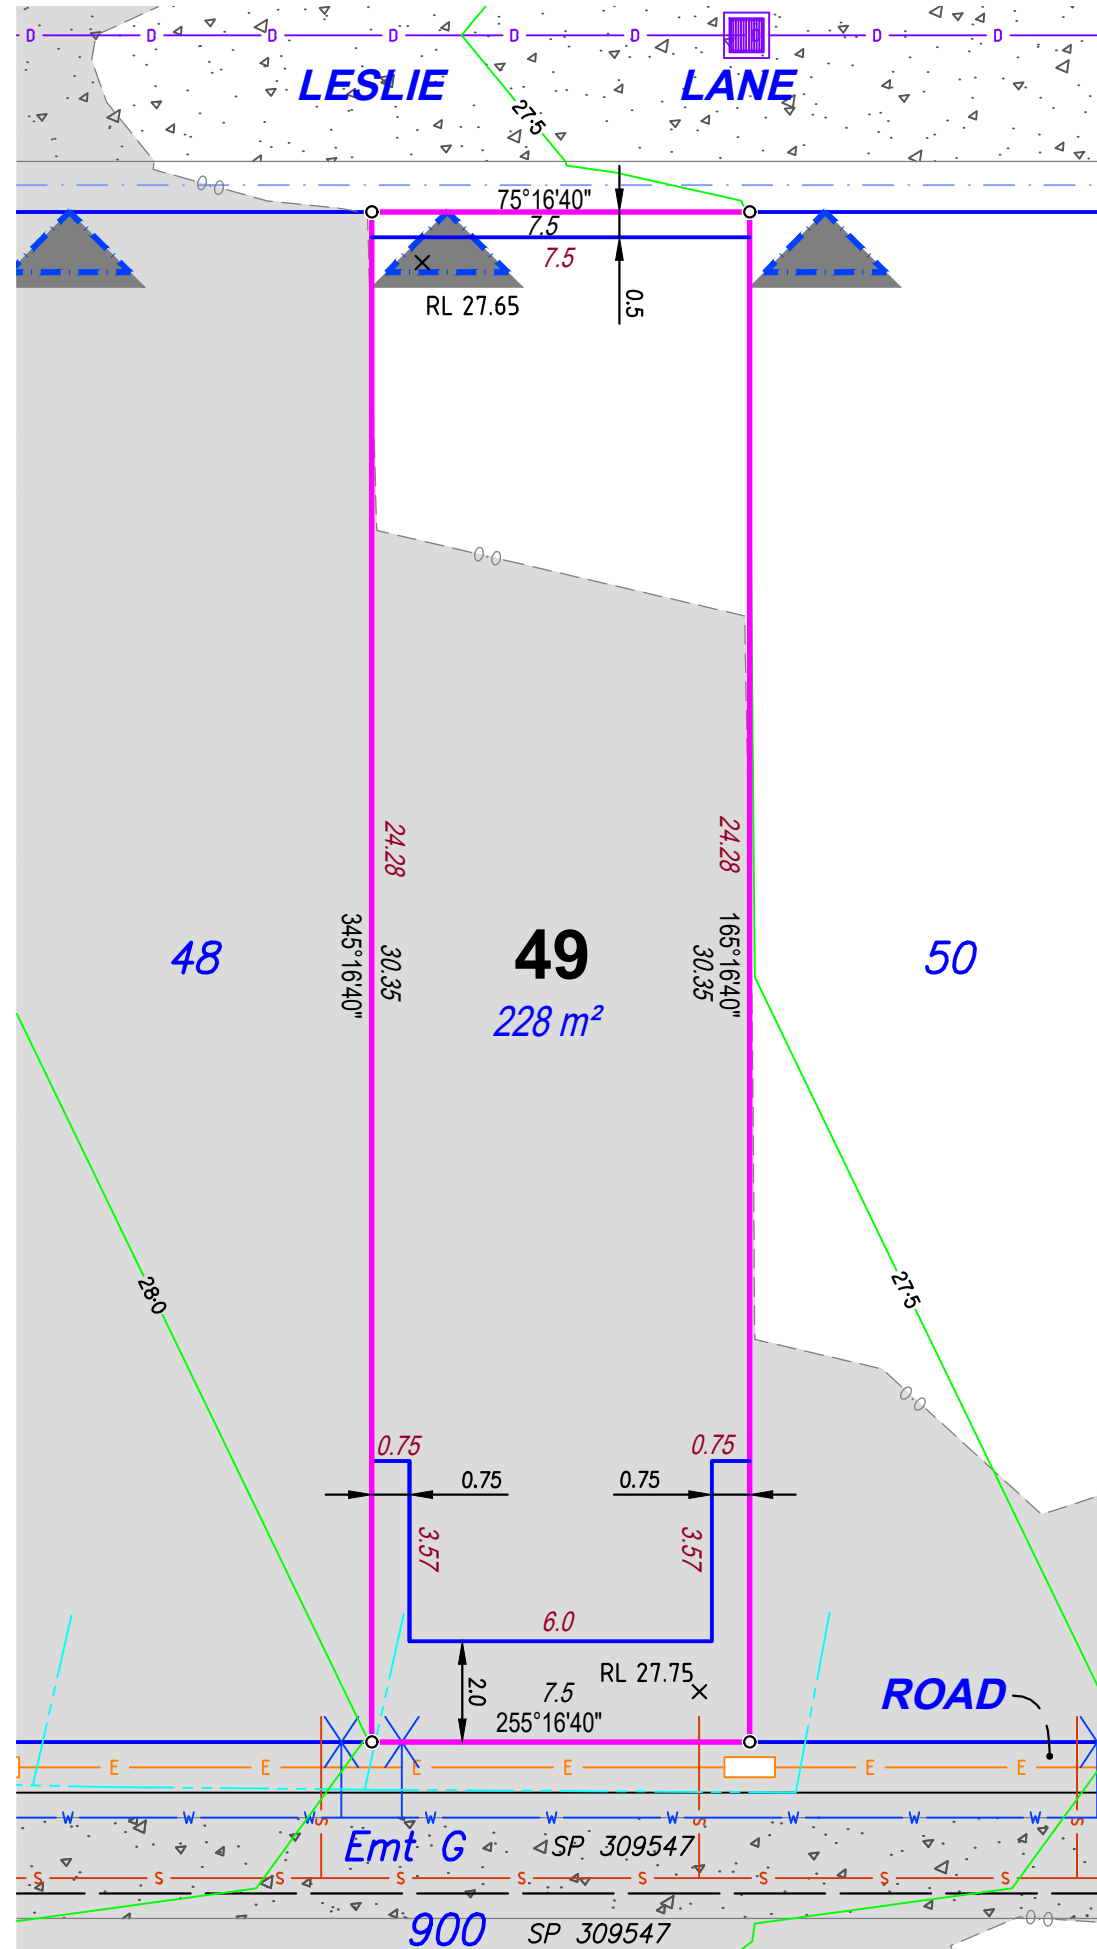 D D D D D D D D D
LESLIE LANE
27.5
0.0
75°16'40"
7.5
7.5
0.5
RL 27.65
0.0
24.28
24.28
345°16'40"
30.35
165°16'40"
30.35
48
49
50
228 m²
28.0
27.5
0.0
0.75
0.75
0.75
0.75
3.57
3.57
6.0
2.0
RL 27.75
7.5
255°16'40"
ROAD
E E E E E E
W W W W W W W W W
S S S
Emt G SP 309547
S S S S S S S S S
900 SP 309547
0.0